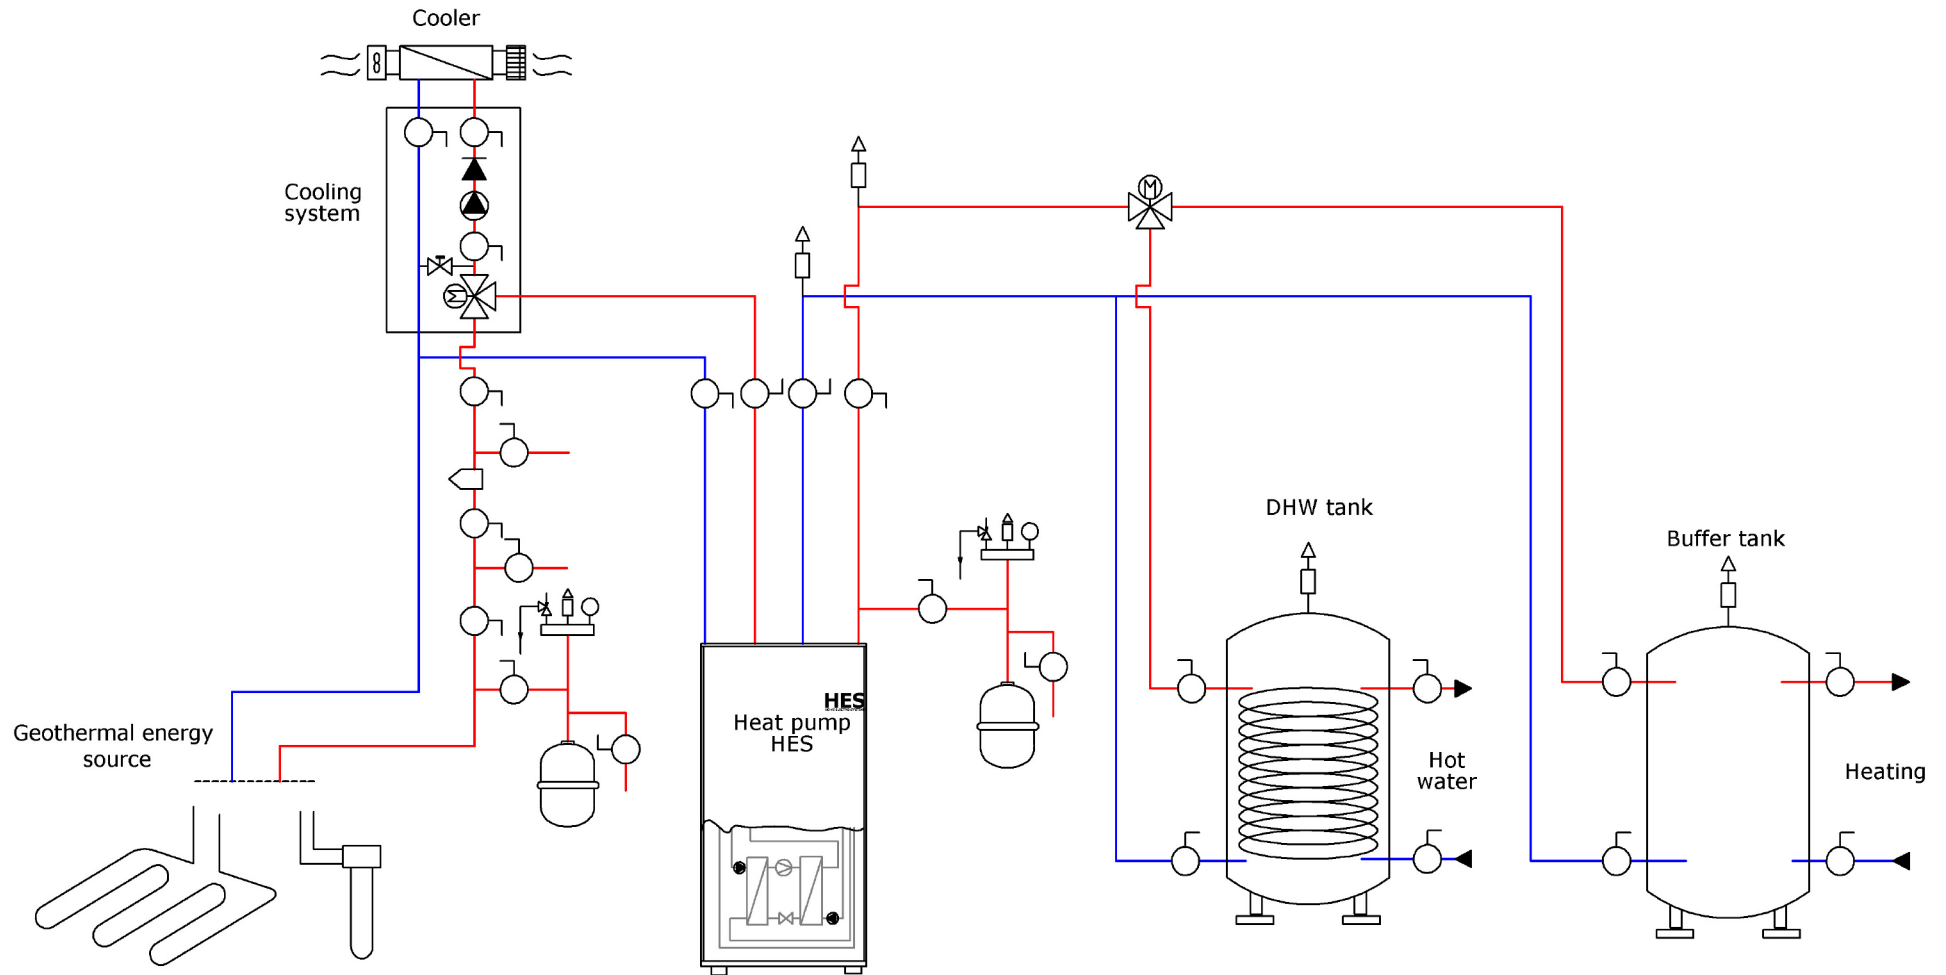 Cooler
Cooling
system
M
M
DHW tank
Buffer tank
HES
Heat pump
HES
Geothermal energy
source
Hot
water
Heating